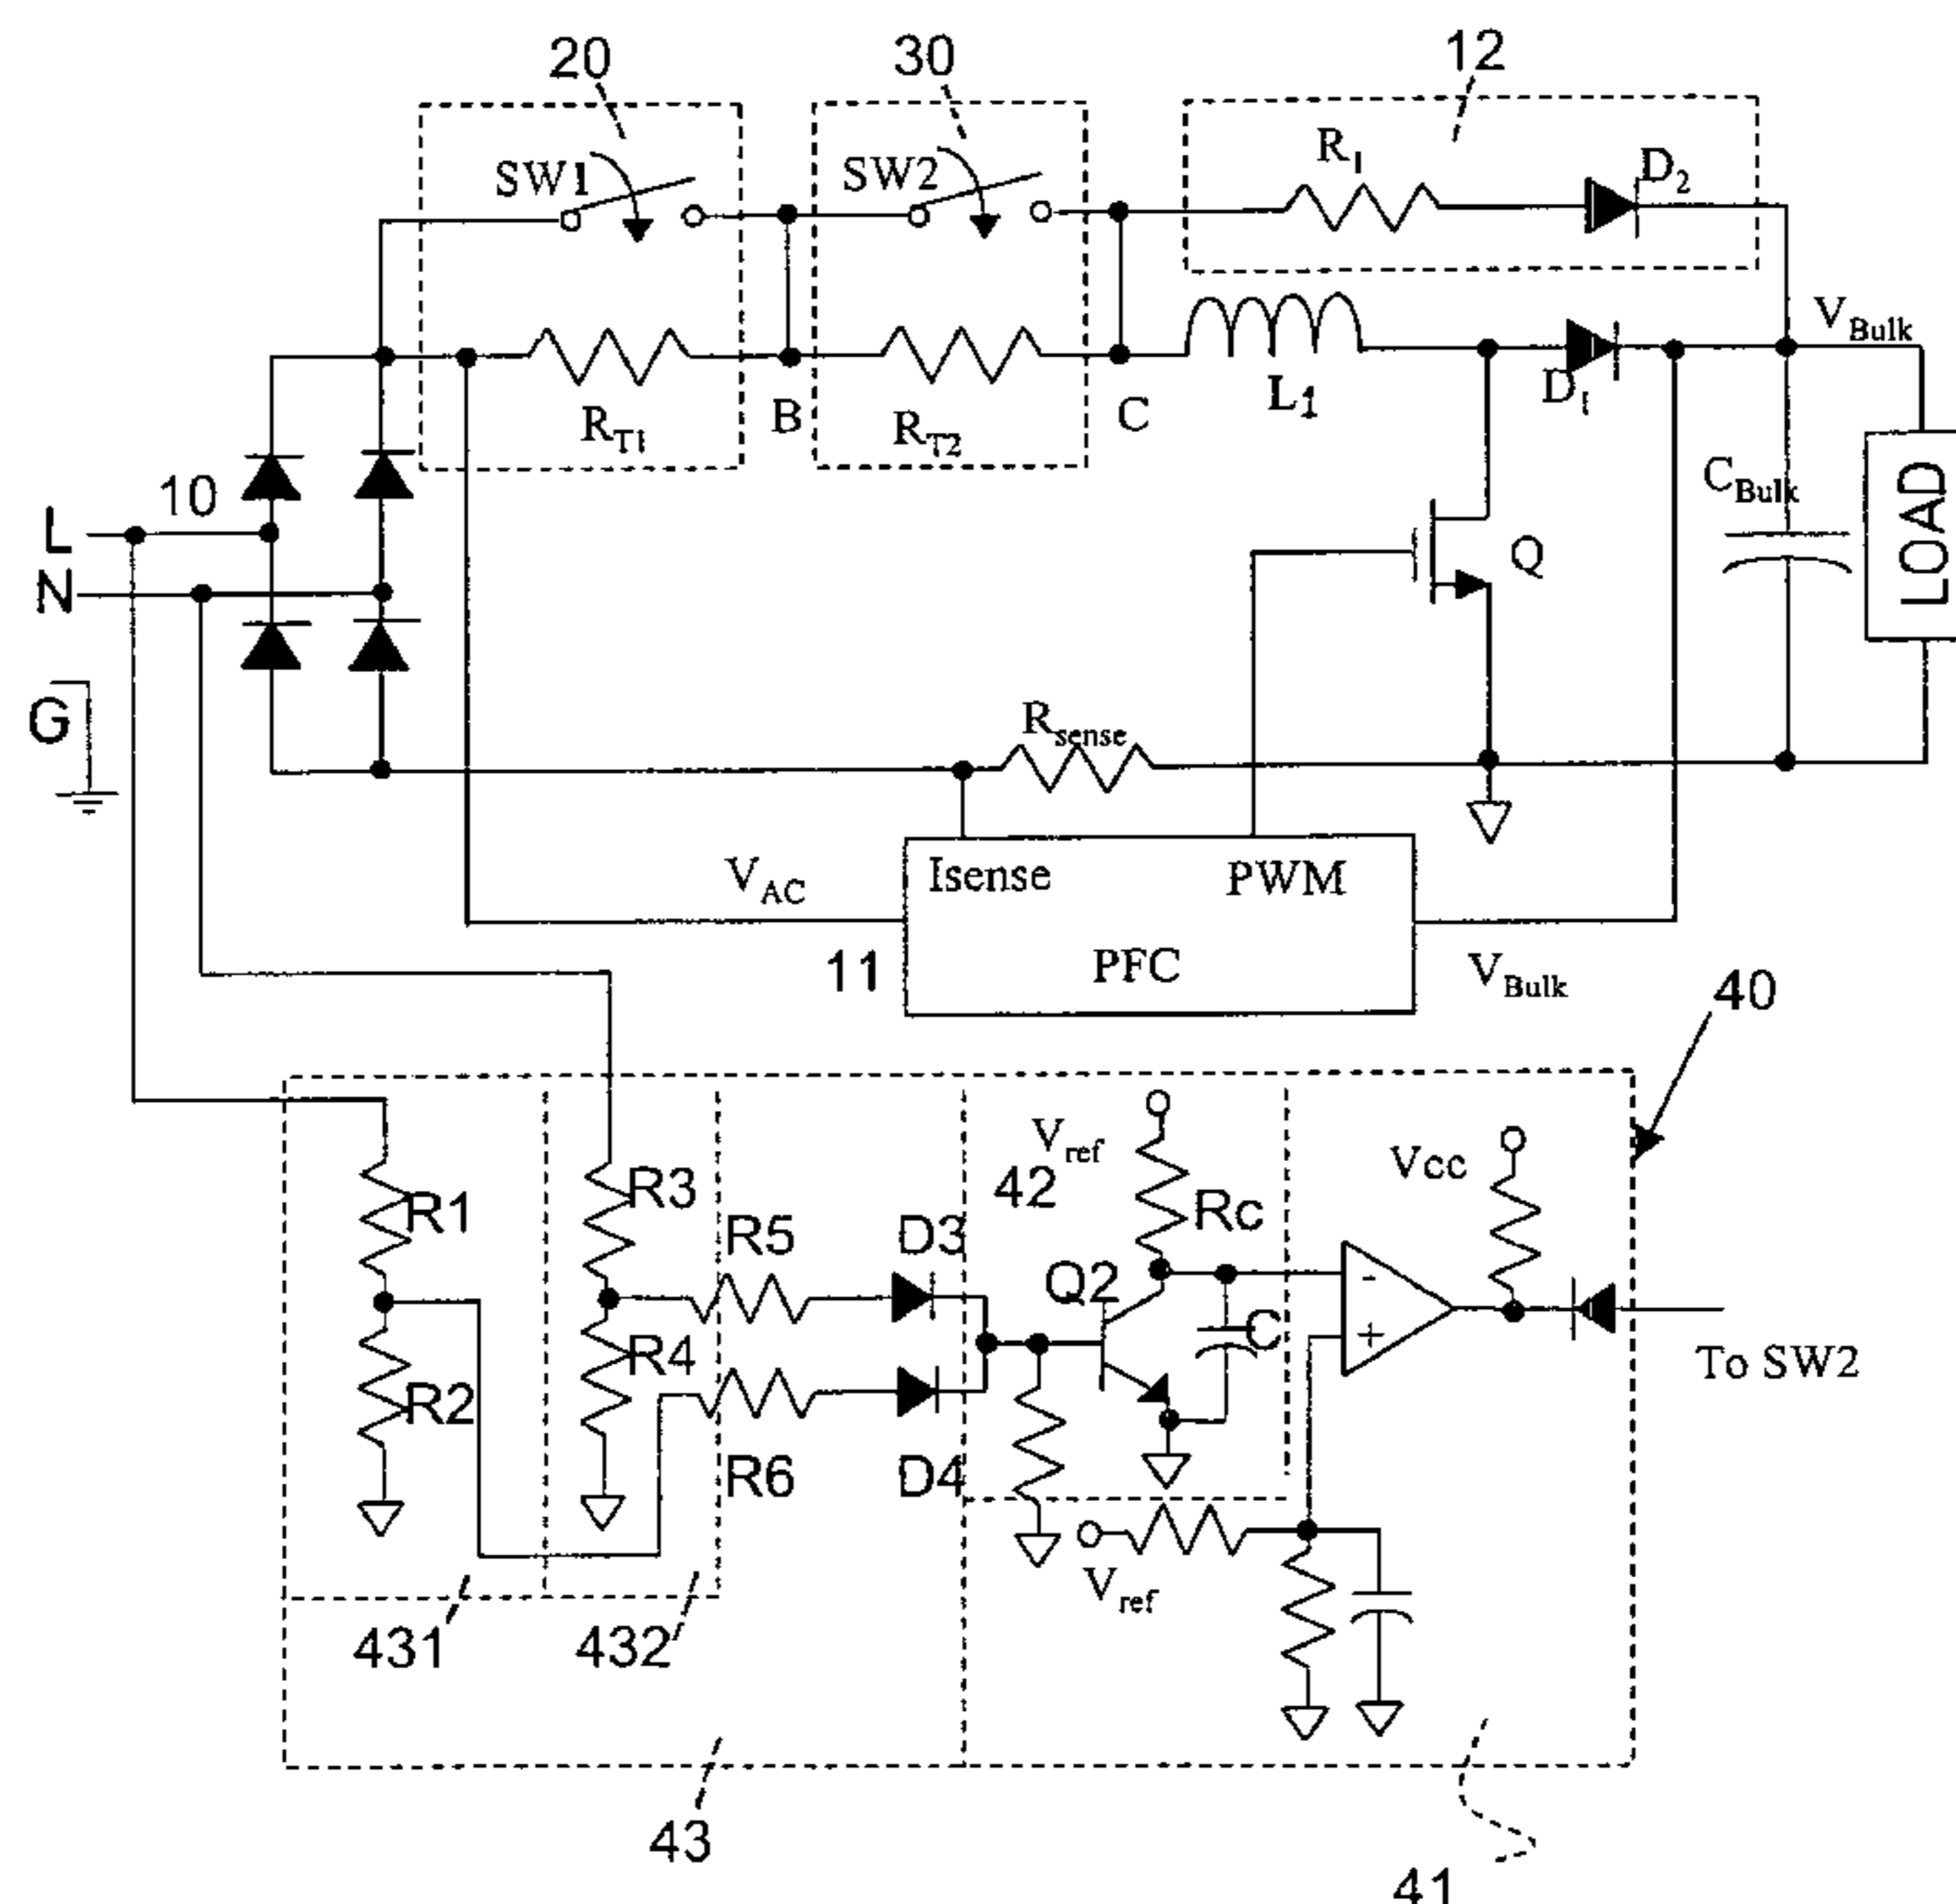 20
30
12
SW1
SW2
R1
D2
VBulk
RT1
B
RT2
C
L1
D1
CBulk
LOAD
10
L
N
Q
G
Rsense
Isense
PWM
VAC
PFC
11
VBulk
40
Vref
42
Vcc
R1
R3
Rc
R5
D3
Q2
R2
R4
C
To SW2
R6
D4
-
+
Vref
431
432
43
41